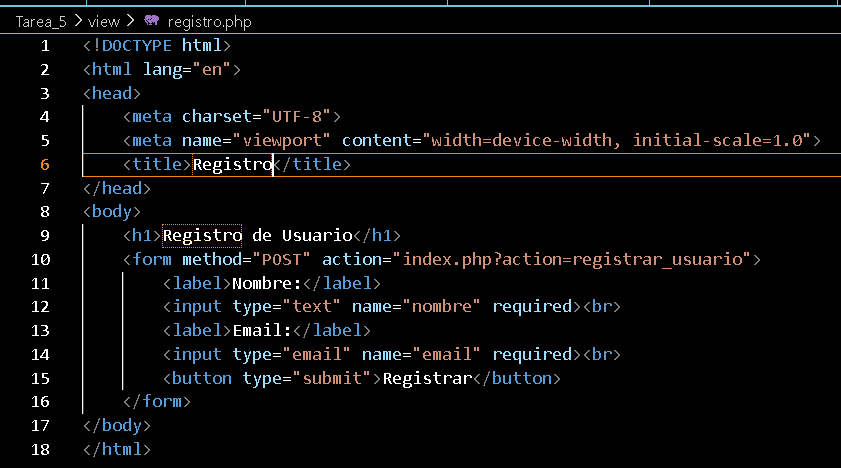 Tarea_5 > view > registro.php
1 <!DOCTYPE html>
2 <html lang="en">
3 <head>
4     <meta charset="UTF-8">
5     <meta name="viewport" content="width=device-width, initial-scale=1.0">
6     <title>Registro</title>
7 </head>
8 <body>
9     <h1>Registro de Usuario</h1>
10     <form method="POST" action="index.php?action=registrar_usuario">
11         <label>Nombre:</label>
12         <input type="text" name="nombre" required><br>
13         <label>Email:</label>
14         <input type="email" name="email" required><br>
15         <button type="submit">Registrar</button>
16     </form>
17 </body>
18 </html>